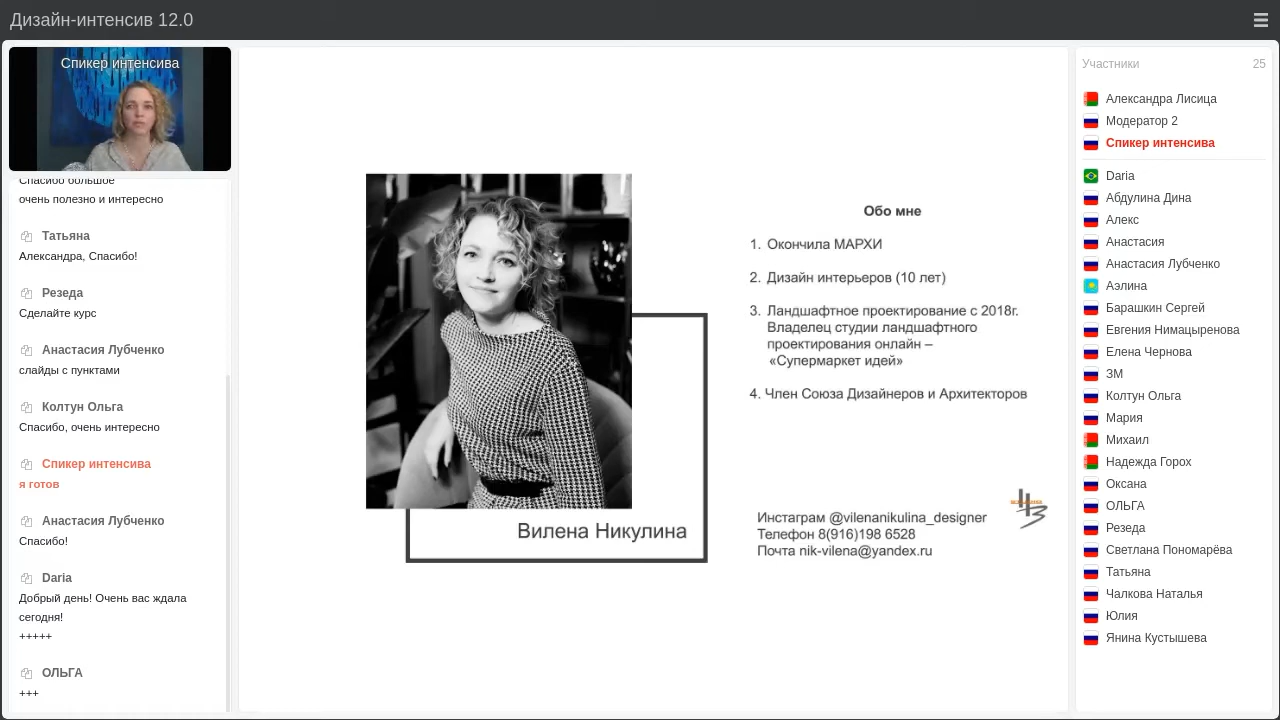 Дизайн-интенсив 12.0
Спикер интенсива
Спасибо большое
очень полезно и интересно
Татьяна
Александра, Спасибо!
Резеда
Сделайте курс
Анастасия Лубченко
слайды с пунктами
Колтун Ольга
Спасибо, очень интересно
Спикер интенсива
я готов
Анастасия Лубченко
Спасибо!
Daria
Добрый день! Очень вас ждала
сегодня!
+++++
ОЛЬГА
+++
Вилена Никулина
Обо мне
1. Окончила МАРХИ
2. Дизайн интерьеров (10 лет)
3. Ландшафтное проектирование с 2018г.
Владелец студии ландшафтного
проектирования онлайн –
«Супермаркет идей»
4. Член Союза Дизайнеров и Архитекторов
Инстаграм @vilenanikulina_designer
Телефон 8(916)198 6528
Почта nik-vilena@yandex.ru
Участники 25
Александра Лисица
Модератор 2
Спикер интенсива
Daria
Абдулина Дина
Алекс
Анастасия
Анастасия Лубченко
Аэлина
Барашкин Сергей
Евгения Нимацыренова
Елена Чернова
ЗМ
Колтун Ольга
Мария
Михаил
Надежда Горох
Оксана
ОЛЬГА
Резеда
Светлана Пономарёва
Татьяна
Чалкова Наталья
Юлия
Янина Кустышева